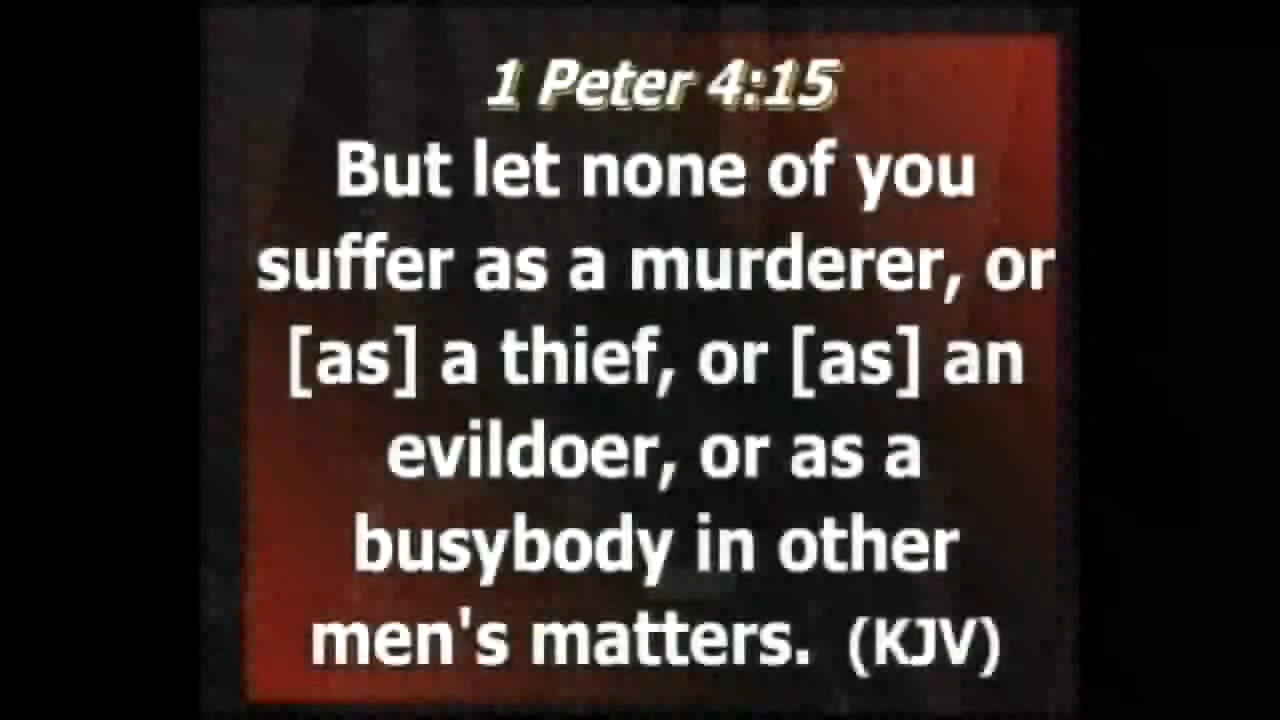 1 Peter 4:15
But let none of you
suffer as a murderer, or
[as] a thief, or [as] an
evildoer, or as a
busybody in other
men's matters. (KJV)